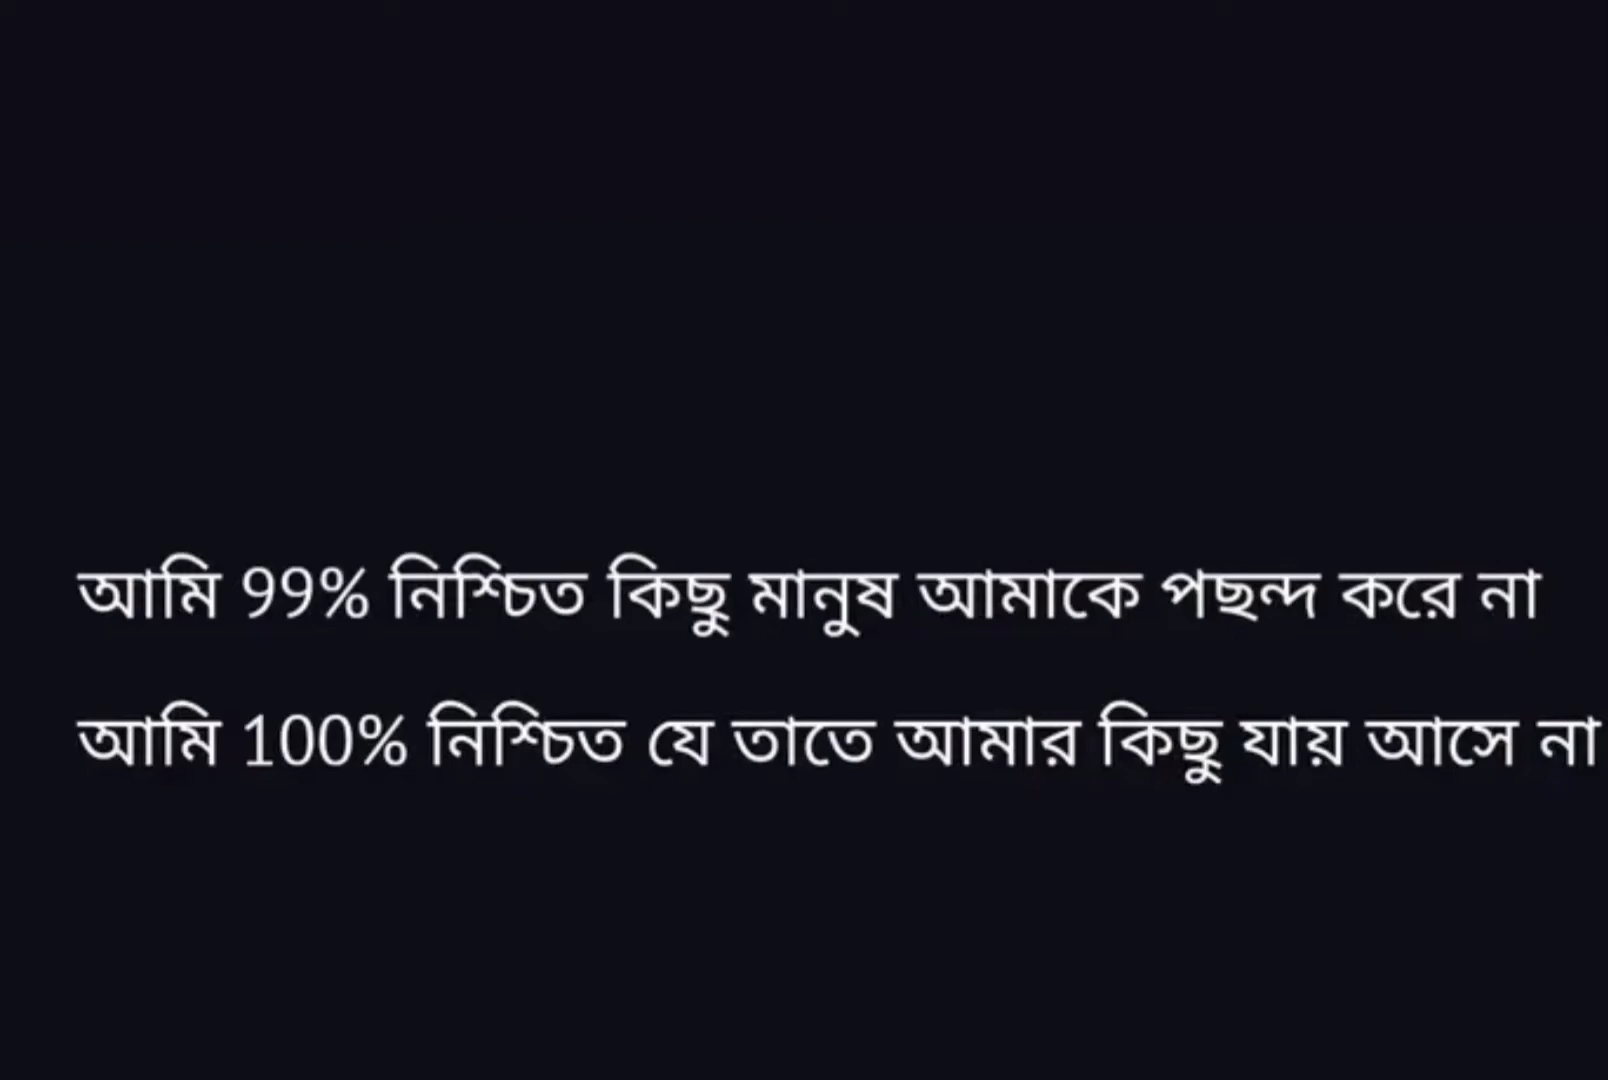 আমি 99% নিশ্চিত কিছু মানুষ আমাকে পছন্দ করে না
আমি 100% নিশ্চিত যে তাতে আমার কিছু যায় আসে না